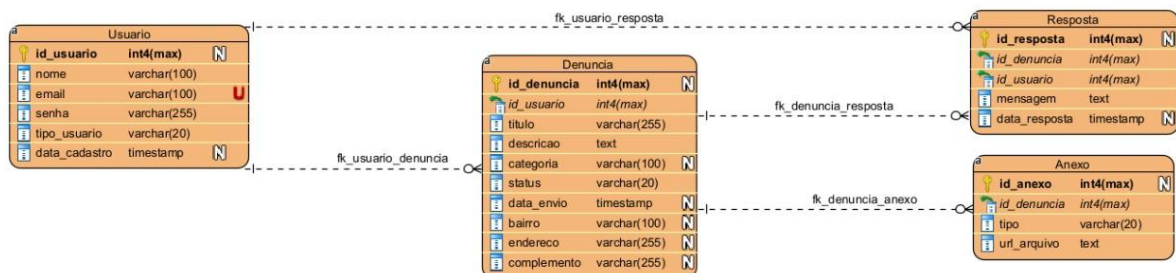 fk_usuario_resposta
a
Usuario
id_usuario int4(max) N
nome varchar(100)
email varchar(100) U
senha varchar(255)
tipo_usuario varchar(20)
data_cadastro timestamp N
fk_usuario_denuncia
a
Denuncia
id_denuncia int4(max) N
id_usuario int4(max)
titulo varchar(255)
descricao text
categoria varchar(100) N
status varchar(20)
data_envio timestamp N
bairro varchar(100) N
endereco varchar(255) N
complemento varchar(255) N
fk_denuncia_resposta
fk_denuncia_anexo
a
Resposta
id_resposta int4(max) N
id_denuncia int4(max)
id_usuario int4(max)
mensagem text
data_resposta timestamp N
a
Anexo
id_anexo int4(max) N
id_denuncia int4(max)
tipo varchar(20)
url_arquivo text